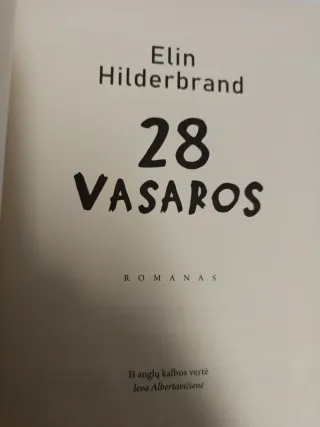 Elin
Hilderbrand
28
VASAROS
ROMANAS
Iš anglų kalbos vertė
Ieva Albertavičienė